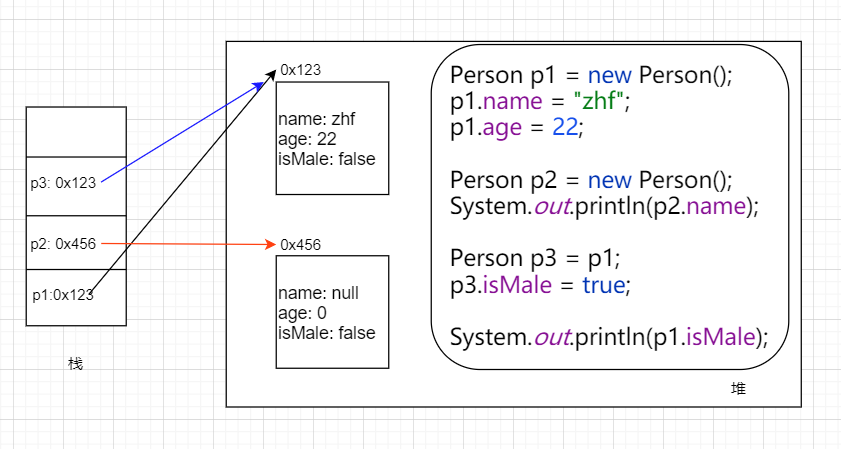 p3: 0x123
p2: 0x456
p1:0x123
栈
0x123
name: zhf
age: 22
isMale: false
0x456
name: null
age: 0
isMale: false
Person p1 = new Person();
p1.name = "zhf";
p1.age = 22;
Person p2 = new Person();
System.out.println(p2.name);
Person p3 = p1;
p3.isMale = true;
System.out.println(p1.isMale);
堆